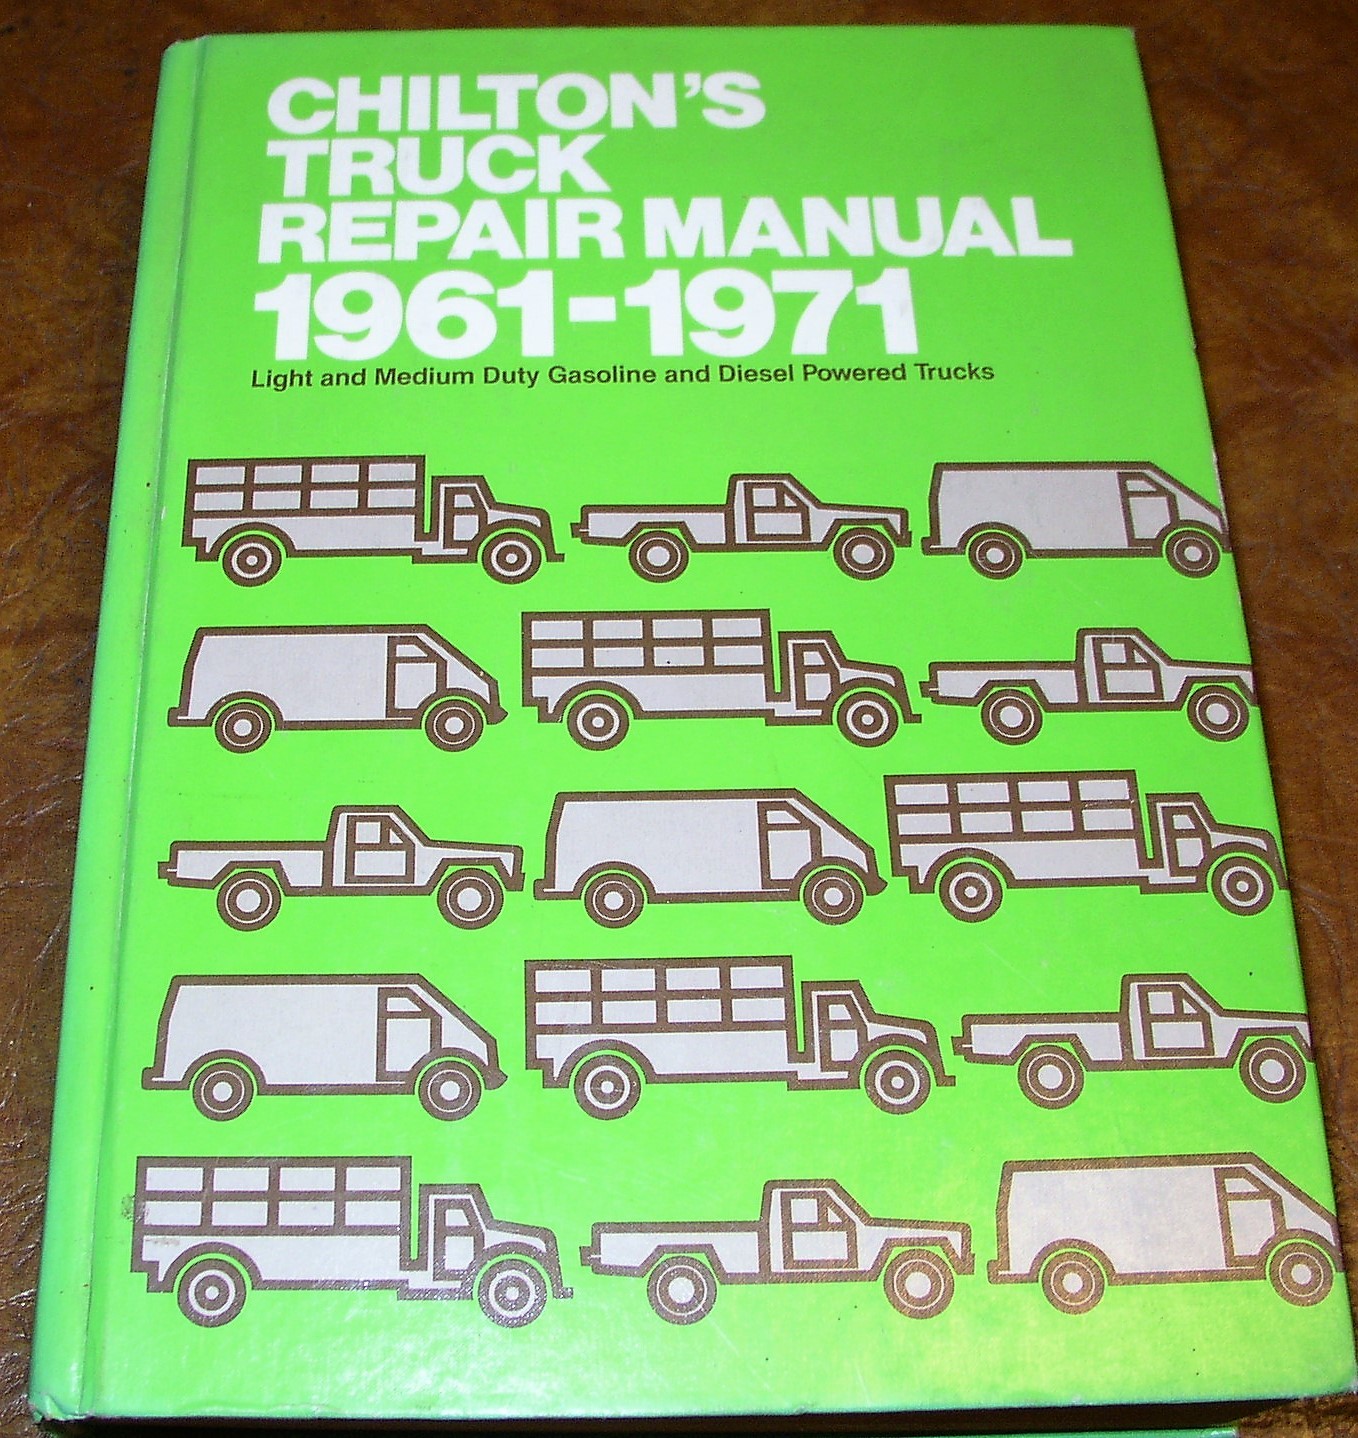 CHILTON'S
TRUCK
REPAIR MANUAL
1961-1971
Light and Medium Duty Gasoline and Diesel Powered Trucks